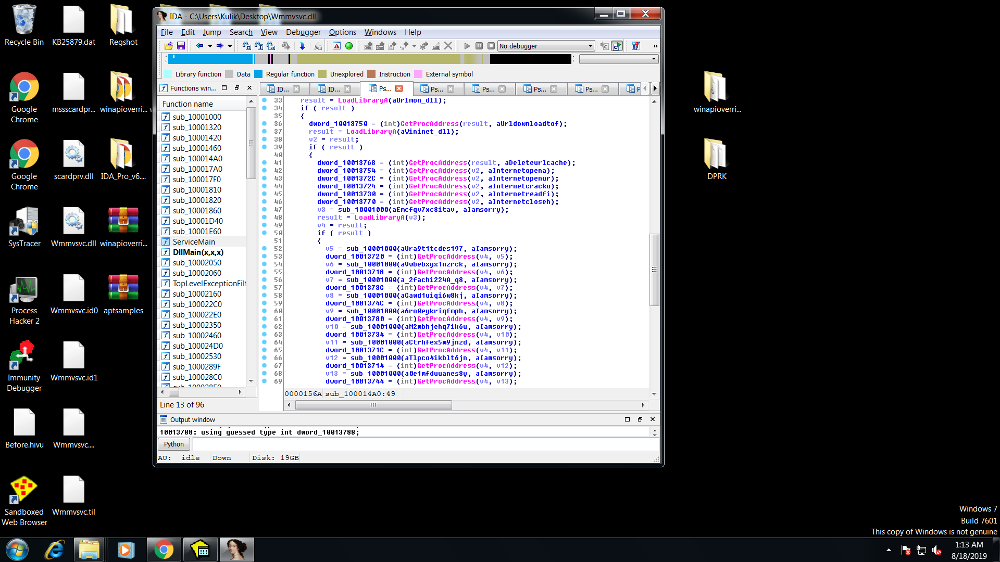 Recycle Bin
KB25879.dat
Regshot
Google Chrome
mssscardpr...
winapioverri...
Google Chrome
scardprv.dll
IDA_Pro_v6....
SysTracer
Wmmvsvc.dll
winapioverri...
Process Hacker 2
Wmmvsvc.id0
aptsamples
Immunity Debugger
Wmmvsvc.id1
Before.hivu
Wmmvsvc....
Sandboxed Web Browser
Wmmvsvc.til
winapioverri...
DPRK
IDA - C:\Users\Kulik\Desktop\Wmmvsvc.dll
File Edit Jump Search View Debugger Options Windows Help
No debugger
Library function Data Regular function Unexplored Instruction External symbol
Functions win...
ID... ID... Ps... Ps... Ps... Ps... Ps...
Function name
sub_10001000
sub_10001320
sub_10001420
sub_10001460
sub_100014A0
sub_100017A0
sub_100017F0
sub_10001810
sub_10001820
sub_10001860
sub_10001D40
sub_10001E60
ServiceMain
DllMain(x,x,x)
sub_10002050
sub_10002060
TopLevelExceptionFilt
sub_10002160
sub_100022C0
sub_100022E0
sub_10002350
sub_10002460
sub_100024D0
sub_10002530
sub_1000289F
sub_100028C0
Line 13 of 96
33 result = LoadLibraryA(aUrlmon_dll);
34 if ( result )
35 {
36 dword_10013750 = (int)GetProcAddress(result, aUrldownloadtof);
37 result = LoadLibraryA(aWininet_dll);
38 v2 = result;
39 if ( result )
40 {
41 dword_10013768 = (int)GetProcAddress(result, aDeleteurlcache);
42 dword_10013754 = (int)GetProcAddress(v2, aInternetopena);
43 dword_1001372C = (int)GetProcAddress(v2, aInternetopenur);
44 dword_10013724 = (int)GetProcAddress(v2, aInternetcracku);
45 dword_10013730 = (int)GetProcAddress(v2, aInternetreadfi);
46 dword_10013770 = (int)GetProcAddress(v2, aInternetcloseh);
47 v3 = sub_10001000(aEmcfgv7xc8itav, aIamsorry);
48 result = LoadLibraryA(v3);
49 v4 = result;
50 if ( result )
51 {
52 v5 = sub_10001000(aUra9t1tcdes197, aIamsorry);
53 dword_10013720 = (int)GetProcAddress(v4, v5);
54 v6 = sub_10001000(aVwbebxyx1nzrck, aIamsorry);
55 dword_10013718 = (int)GetProcAddress(v4, v6);
56 v7 = sub_10001000(a_2fachi224A_q8, aIamsorry);
57 dword_1001373C = (int)GetProcAddress(v4, v7);
58 v8 = sub_10001000(aGawd1uiqi6w8kj, aIamsorry);
59 dword_1001374C = (int)GetProcAddress(v4, v8);
60 v9 = sub_10001000(a6ro0eykriqfmph, aIamsorry);
61 dword_10013780 = (int)GetProcAddress(v4, v9);
62 v10 = sub_10001000(aM2mbhjehq7ik6u, aIamsorry);
63 dword_10013734 = (int)GetProcAddress(v4, v10);
64 v11 = sub_10001000(aCtrhfex5m9jnzd, aIamsorry);
65 dword_1001371C = (int)GetProcAddress(v4, v11);
66 v12 = sub_10001000(aTlpco4ikblt6jn, aIamsorry);
67 dword_10013714 = (int)GetProcAddress(v4, v12);
68 v13 = sub_10001000(a0e1mfduuanes8y, aIamsorry);
69 dword_10013744 = (int)GetProcAddress(v4, v13);
0000156A sub_100014A0:49
Output window
10013788: using guessed type int dword_10013788;
Python
AU: idle Down Disk: 19GB
Windows 7
Build 7601
This copy of Windows is not genuine
1:13 AM
8/18/2019